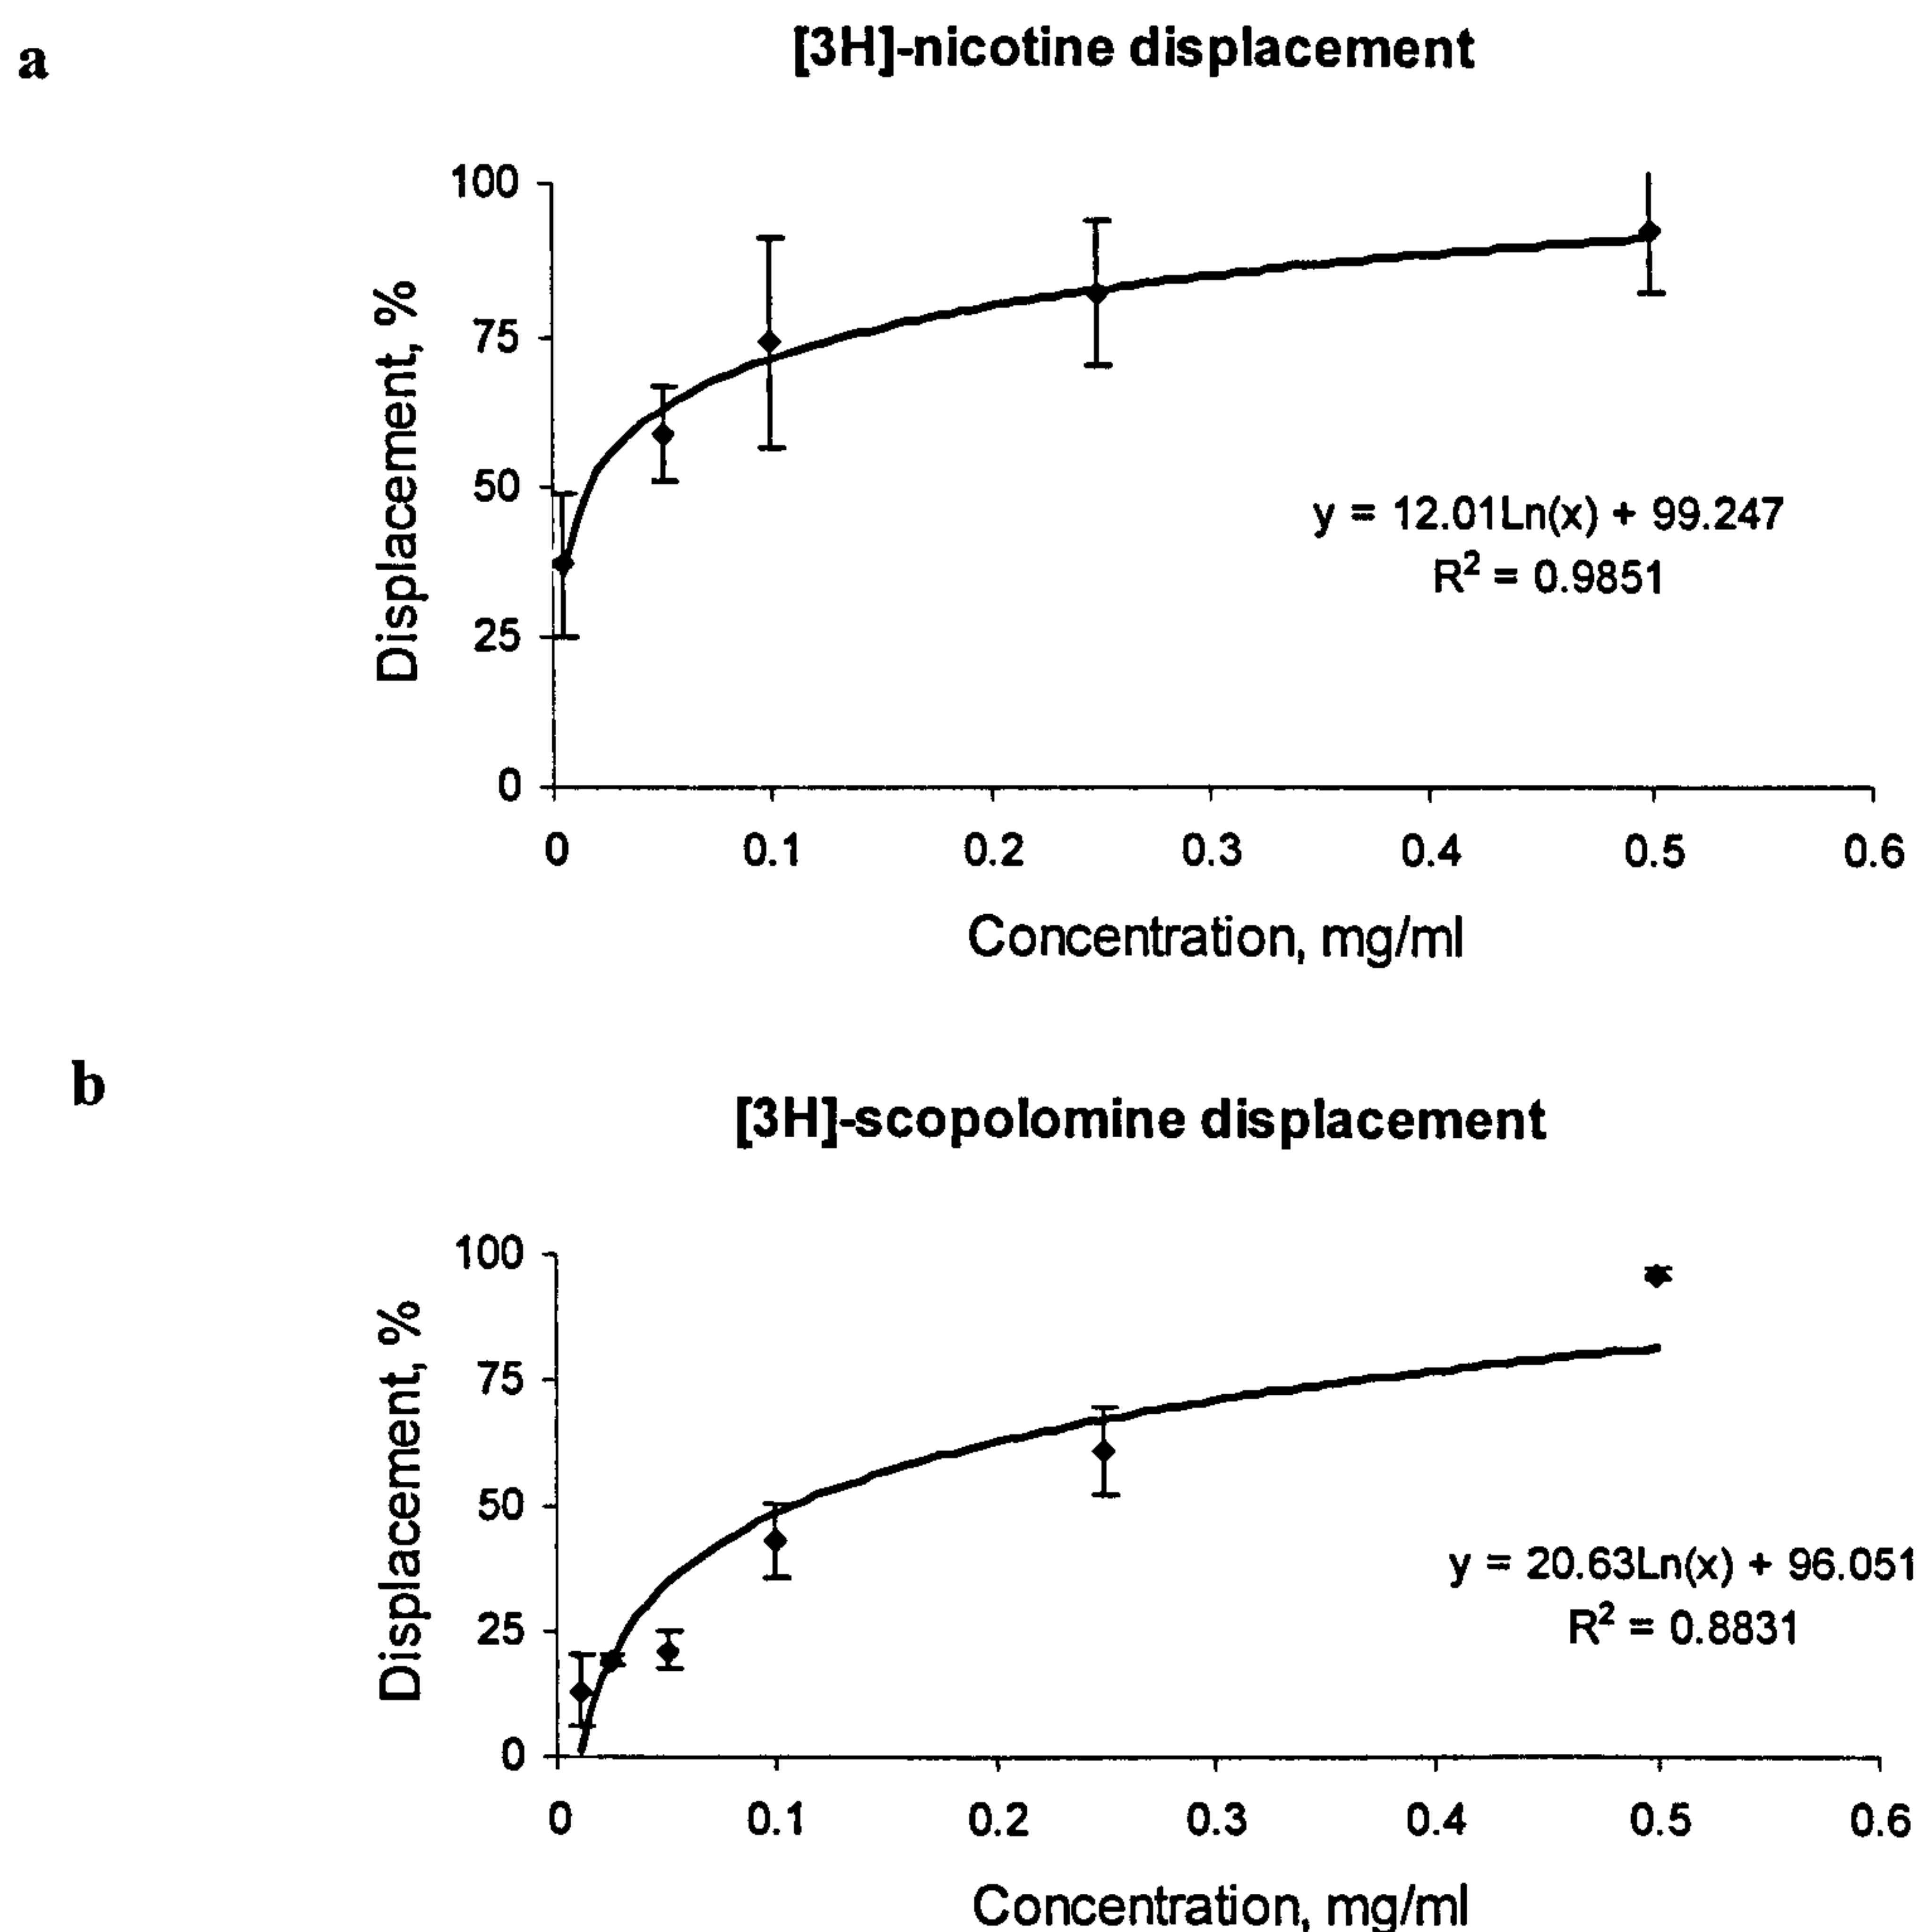 a
[3H]-nicotine displacement
100
75
50
25
0
Displacement, %
y = 12.01Ln(x) + 99.247
R² = 0.9851
0 0.1 0.2 0.3 0.4 0.5 0.6
Concentration, mg/ml
b
[3H]-scopolomine displacement
100
75
50
25
0
Displacement, %
y = 20.63Ln(x) + 96.051
R² = 0.8831
0 0.1 0.2 0.3 0.4 0.5 0.6
Concentration, mg/ml